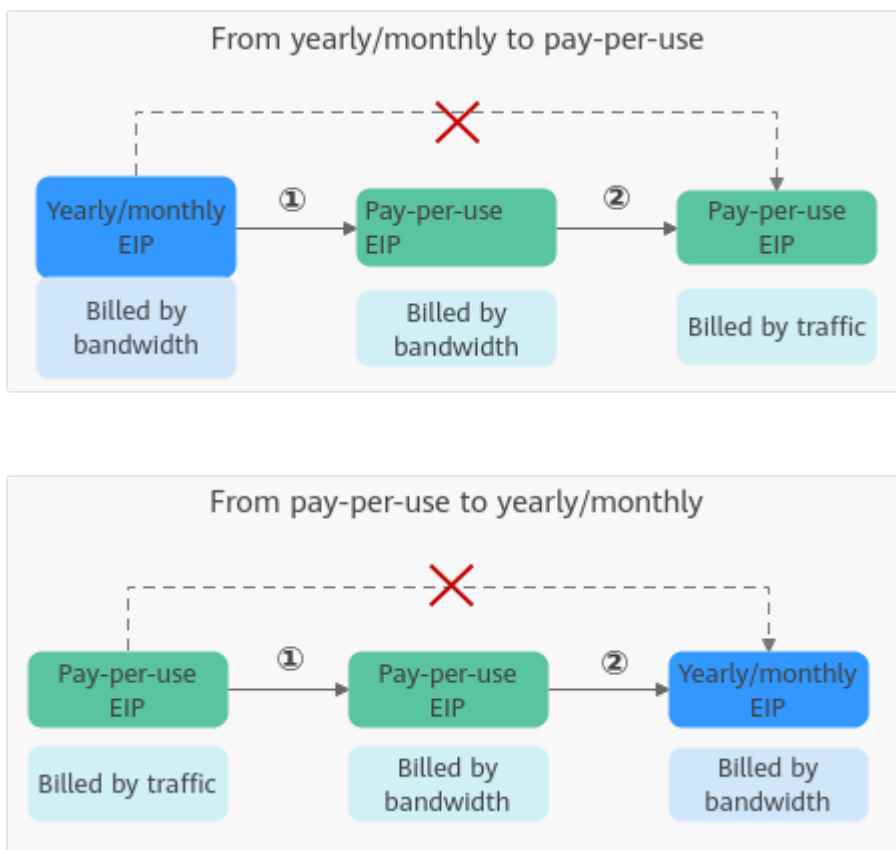 From yearly/monthly to pay-per-use
①
②
Yearly/monthly
EIP
Pay-per-use
EIP
Pay-per-use
EIP
Billed by
bandwidth
Billed by
bandwidth
Billed by traffic
From pay-per-use to yearly/monthly
①
②
Pay-per-use
EIP
Pay-per-use
EIP
Yearly/monthly
EIP
Billed by traffic
Billed by
bandwidth
Billed by
bandwidth